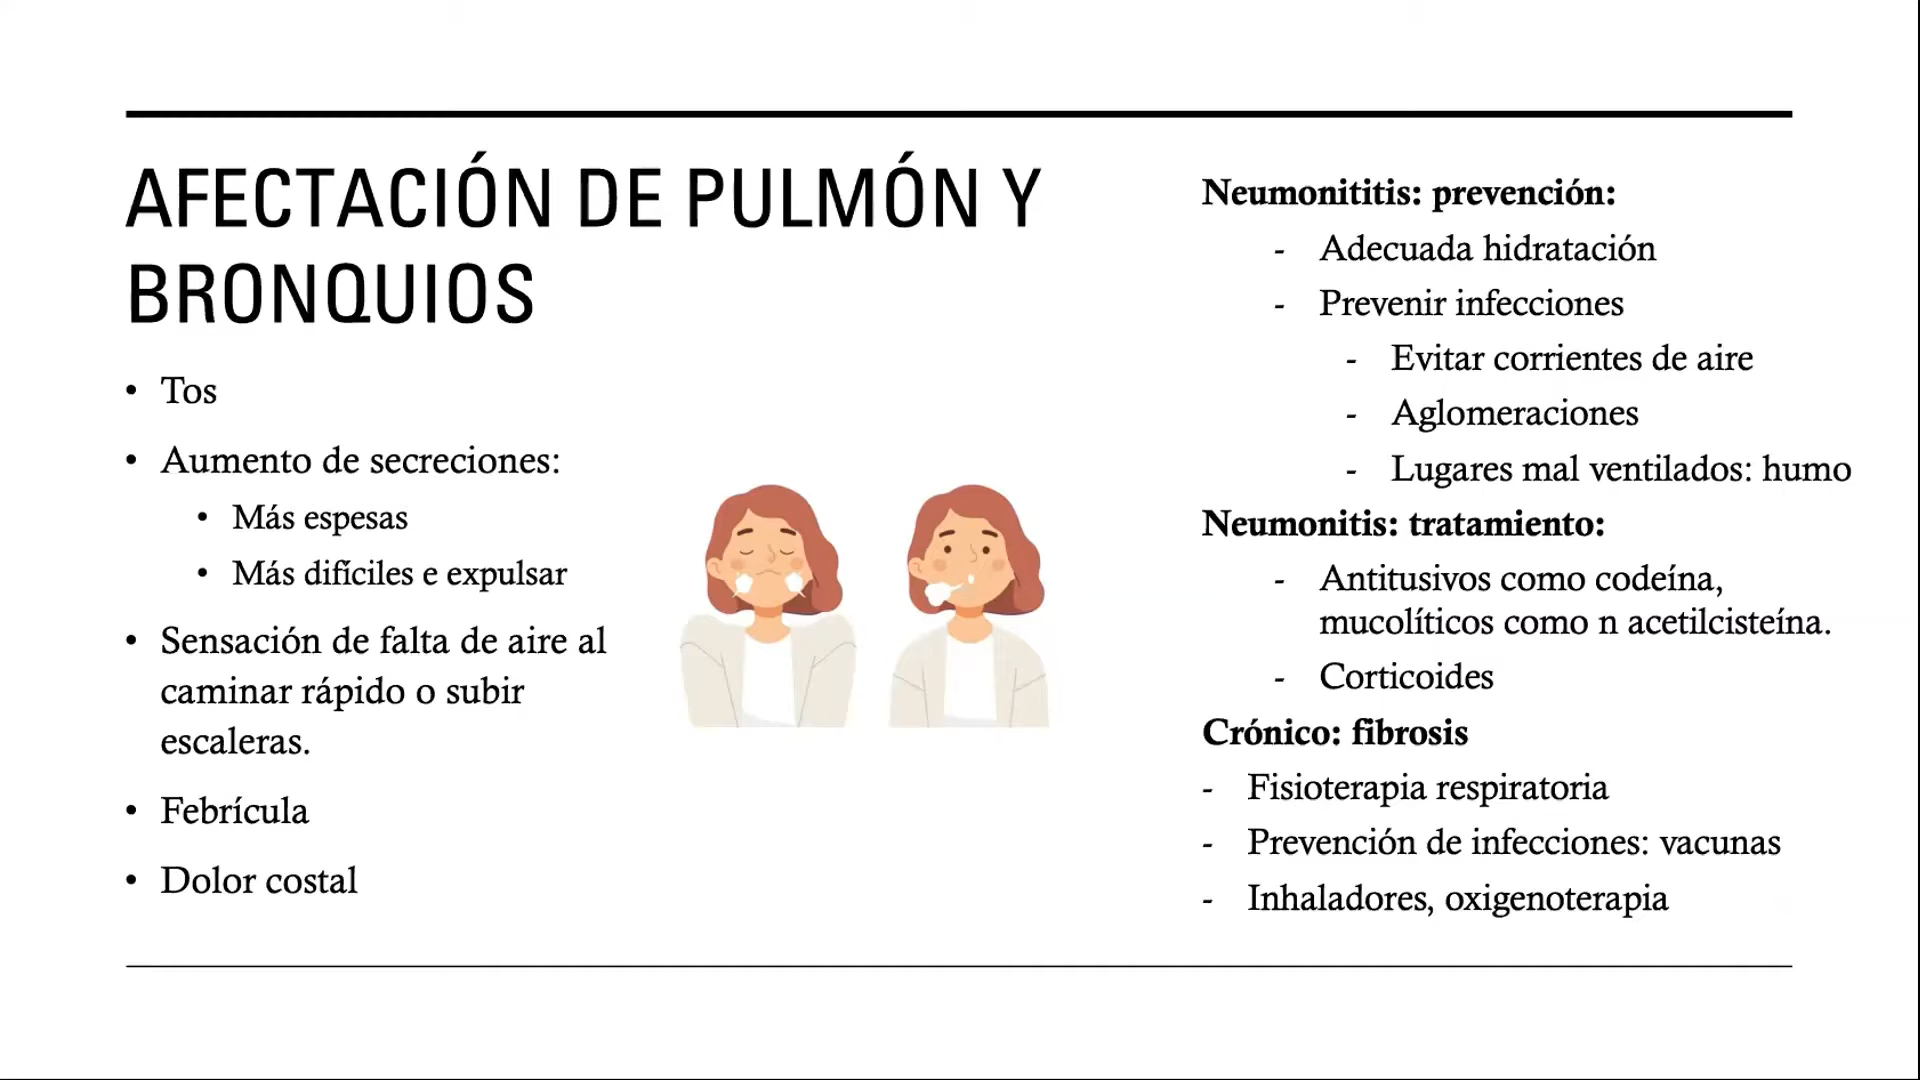 AFECTACIÓN DE PULMÓN Y
BRONQUIOS
• Tos
• Aumento de secreciones:
• Más espesas
• Más difíciles e expulsar
• Sensación de falta de aire al
caminar rápido o subir
escaleras.
• Febrícula
• Dolor costal
Neumonititis: prevención:
- Adecuada hidratación
- Prevenir infecciones
- Evitar corrientes de aire
- Aglomeraciones
- Lugares mal ventilados: humo
Neumonitis: tratamiento:
- Antitusivos como codeína,
mucolíticos como n acetilcisteína.
- Corticoides
Crónico: fibrosis
- Fisioterapia respiratoria
- Prevención de infecciones: vacunas
- Inhaladores, oxigenoterapia